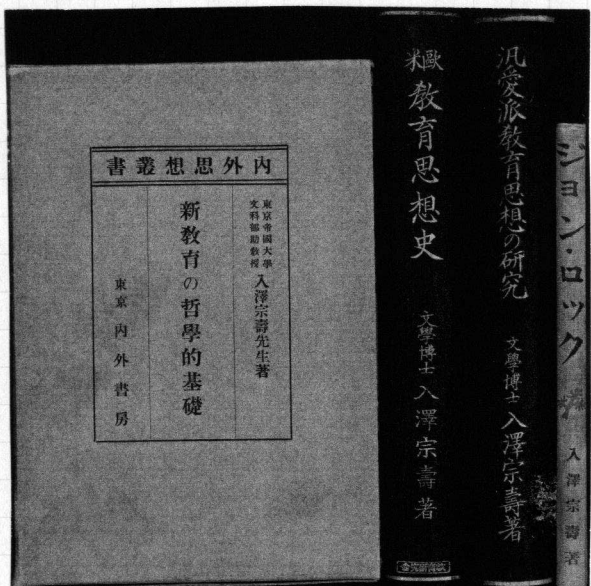 内外思想叢書
東京帝國大學
文科部助教授
入澤宗壽先生著
新教育の哲學的基礎
東京 内外書房
歐米
教育思想史
文學博士 入澤宗壽著
汎愛派教育思想の研究
文學博士 入澤宗壽著
ジョン・ロック
入澤宗壽著